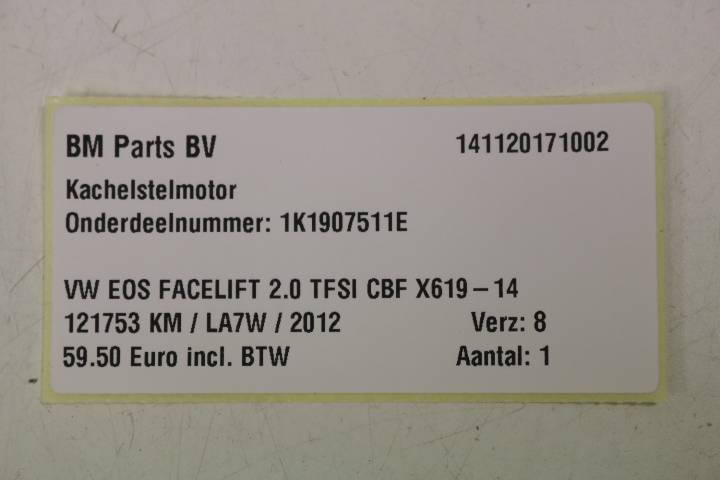 BM Parts BV 141120171002
Kachelstelmotor
Onderdeelnummer: 1K1907511E
VW EOS FACELIFT 2.0 TFSI CBF X619-14
121753 KM / LA7W / 2012 Verz: 8
59.50 Euro incl. BTW Aantal: 1